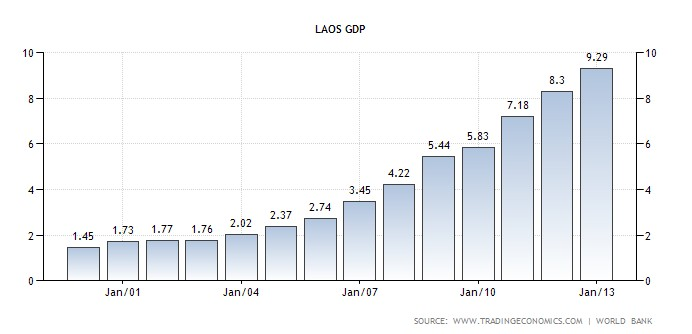 LAOS GDP
10 10
8 8
6 6
4 4
2 2
0 0
1.45 1.73 1.77 1.76 2.02 2.37 2.74 3.45 4.22 5.44 5.83 7.18 8.3 9.29
Jan/01 Jan/04 Jan/07 Jan/10 Jan/13
SOURCE: WWW.TRADINGECONOMICS.COM | WORLD BANK